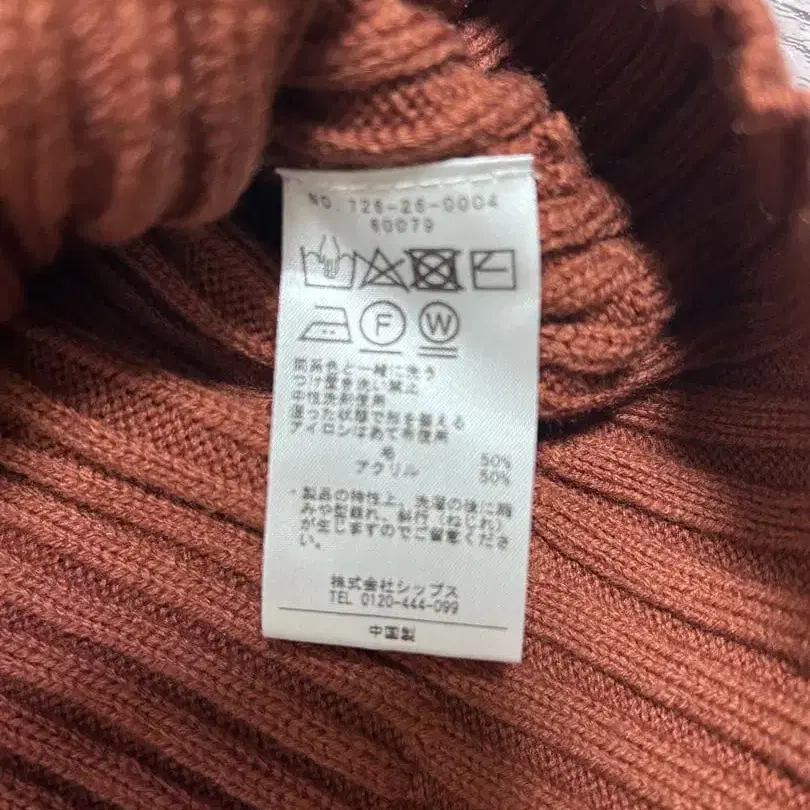 NO.726-26-0004
60079
F W
同系色と一緒に洗う
つけ置き洗い禁止
中性洗剤使用
湿った状態で形を整える
アイロンはあて布使用
毛 50%
アクリル 50%
・製品の特性上、洗濯の後に縮
みや型崩れ、斜行(ねじれ)
が生じますのでご留意くださ
い。
株式会社シップス
TEL 0120-444-099
中国製